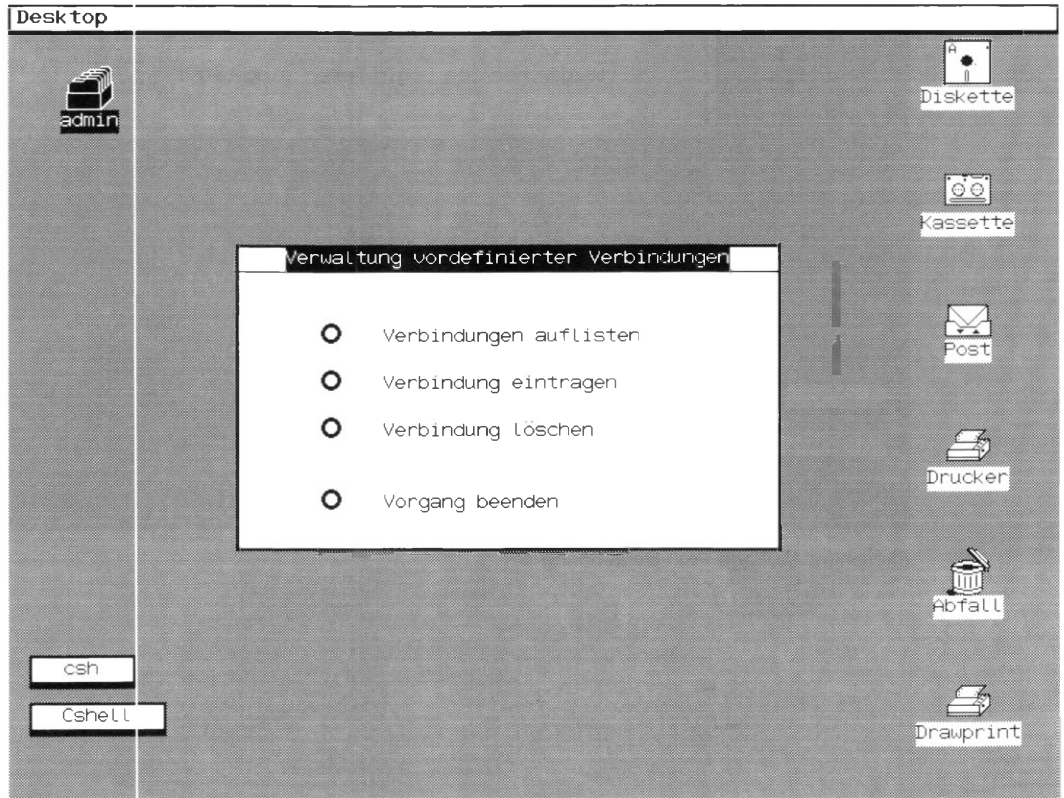 Desktop
admin
A
Diskette
Kassette
Verwaltung vordefinierter Verbindungen
Verbindungen auflisten
Verbindung eintragen
Verbindung löschen
Vorgang beenden
Post
Drucker
Abfall
csh
Cshell
Drawprint